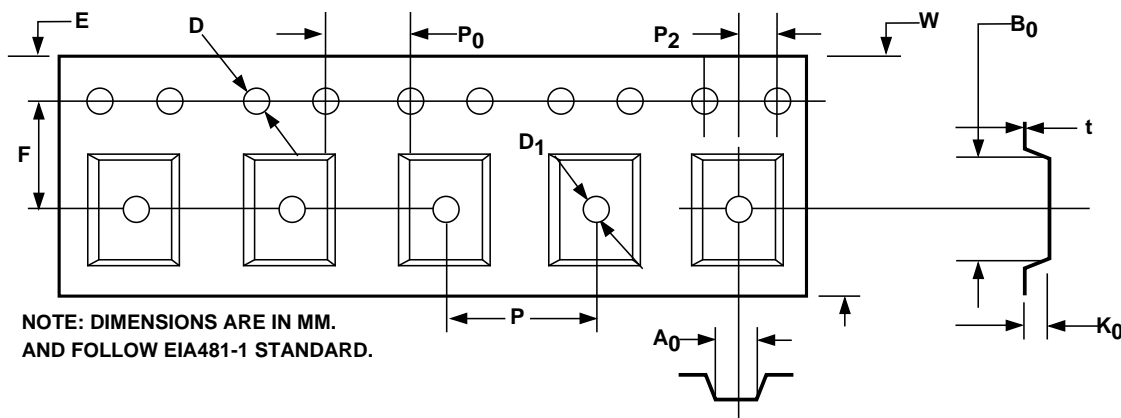 E
D
P0
P2
W
B0
F
D1
t
NOTE: DIMENSIONS ARE IN MM.
AND FOLLOW EIA481-1 STANDARD.
P
A0
K0